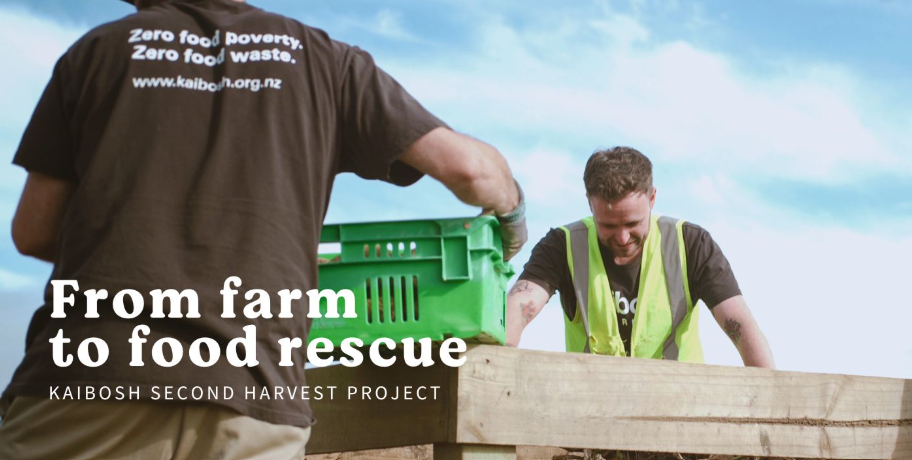 Zero food poverty.
Zero food waste.
www.kaibosh.org.nz
From farm
to food rescue
KAIBOSH SECOND HARVEST PROJECT